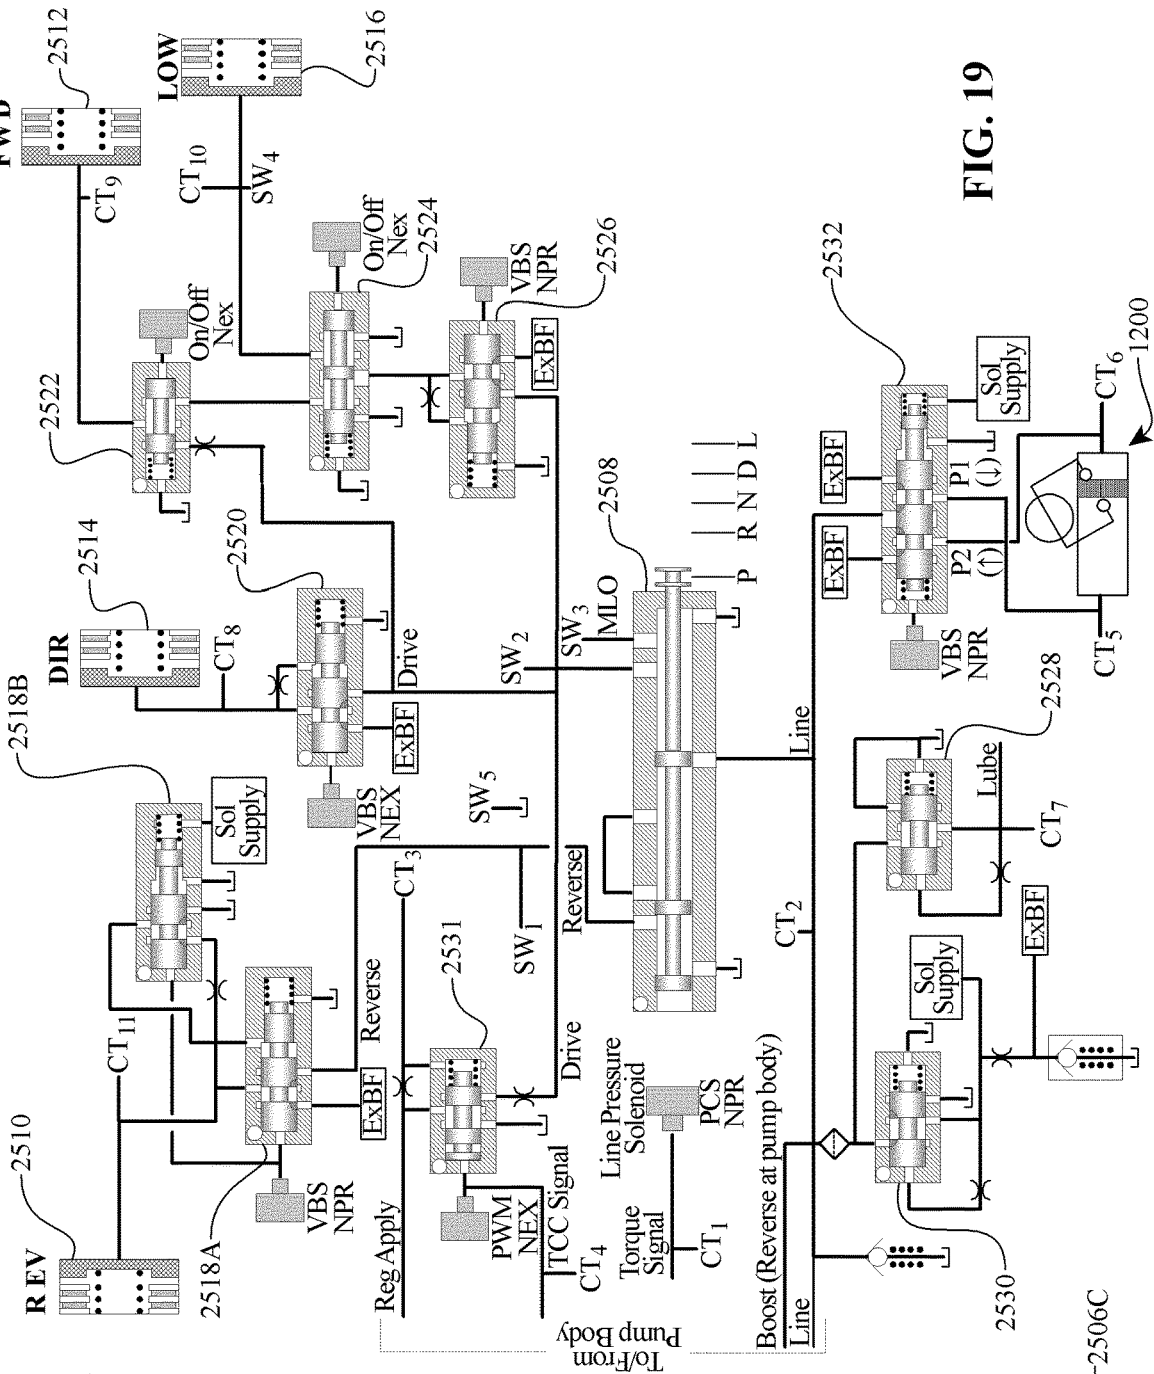 FWD
2512
CT9
LOW
2516
CT10
SW4
On/Off
Nex
2522
On/Off
Nex
2524
VBS
NPR
2526
ExBF
DIR
2514
CT8
2520
VBS
NEX
ExBF
Drive
2518B
Sol
Supply
CT11
REV
2510
2518A
VBS
NPR
ExBF
Reverse
CT3
SW5
SW1
Reg Apply
2531
PWM
NEX
TCC Signal
CT4
Drive
SW2
SW3
MLO
2508
Reverse
P R N D L
Line Pressure
Solenoid
PCS
NPR
Torque
Signal
CT1
To/From
Pump Body
Boost (Reverse at pump body)
Line
CT2
Line
2532
ExBF
ExBF
VBS
NPR
Sol
Supply
P2
(↑)
P1
(↓)
CT5
CT6
1200
2528
Lube
CT7
Sol
Supply
ExBF
2530
2506C
FIG. 19